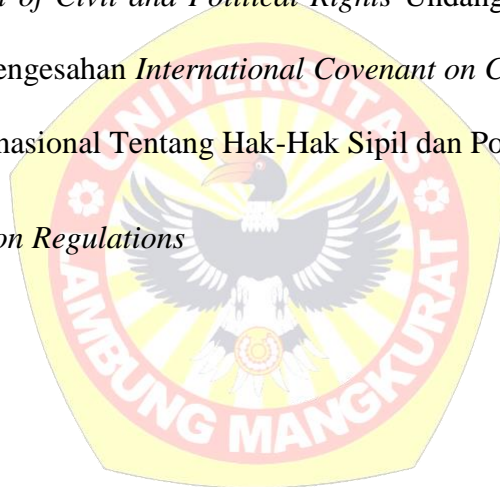 of Civil and Political Rights Undang
engesahan International Covenant on C
nasional Tentang Hak-Hak Sipil dan Po
on Regulations
UNIVERSITAS
LAMBUNG MANGKURAT